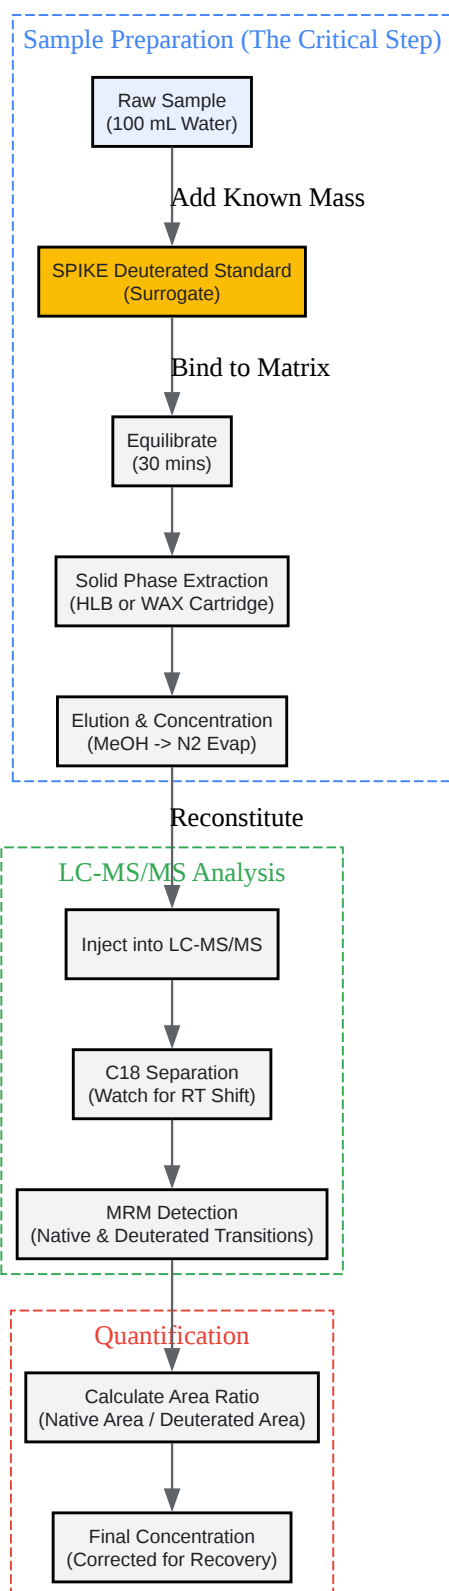 Sample Preparation (The Critical Step)
Raw Sample
(100 mL Water)
Add Known Mass
SPIKE Deuterated Standard
(Surrogate)
Bind to Matrix
Equilibrate
(30 mins)
Solid Phase Extraction
(HLB or WAX Cartridge)
Elution & Concentration
(MeOH -> N2 Evap)
Reconstitute
LC-MS/MS Analysis
Inject into LC-MS/MS
C18 Separation
(Watch for RT Shift)
MRM Detection
(Native & Deuterated Transitions)
Quantification
Calculate Area Ratio
(Native Area / Deuterated Area)
Final Concentration
(Corrected for Recovery)